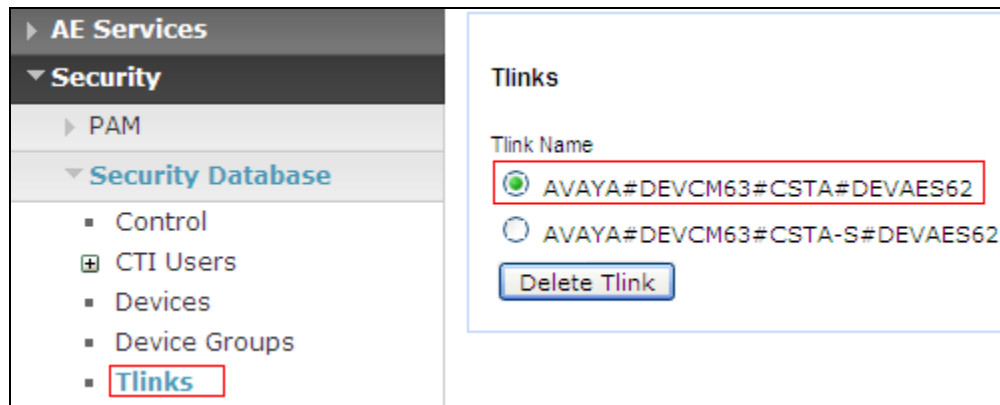 AE Services
Security
PAM
Security Database
Control
CTI Users
Devices
Device Groups
Tlinks
Tlinks
Tlink Name
AVAYA#DEVCM63#CSTA#DEVAES62
AVAYA#DEVCM63#CSTA-S#DEVAES62
Delete Tlink